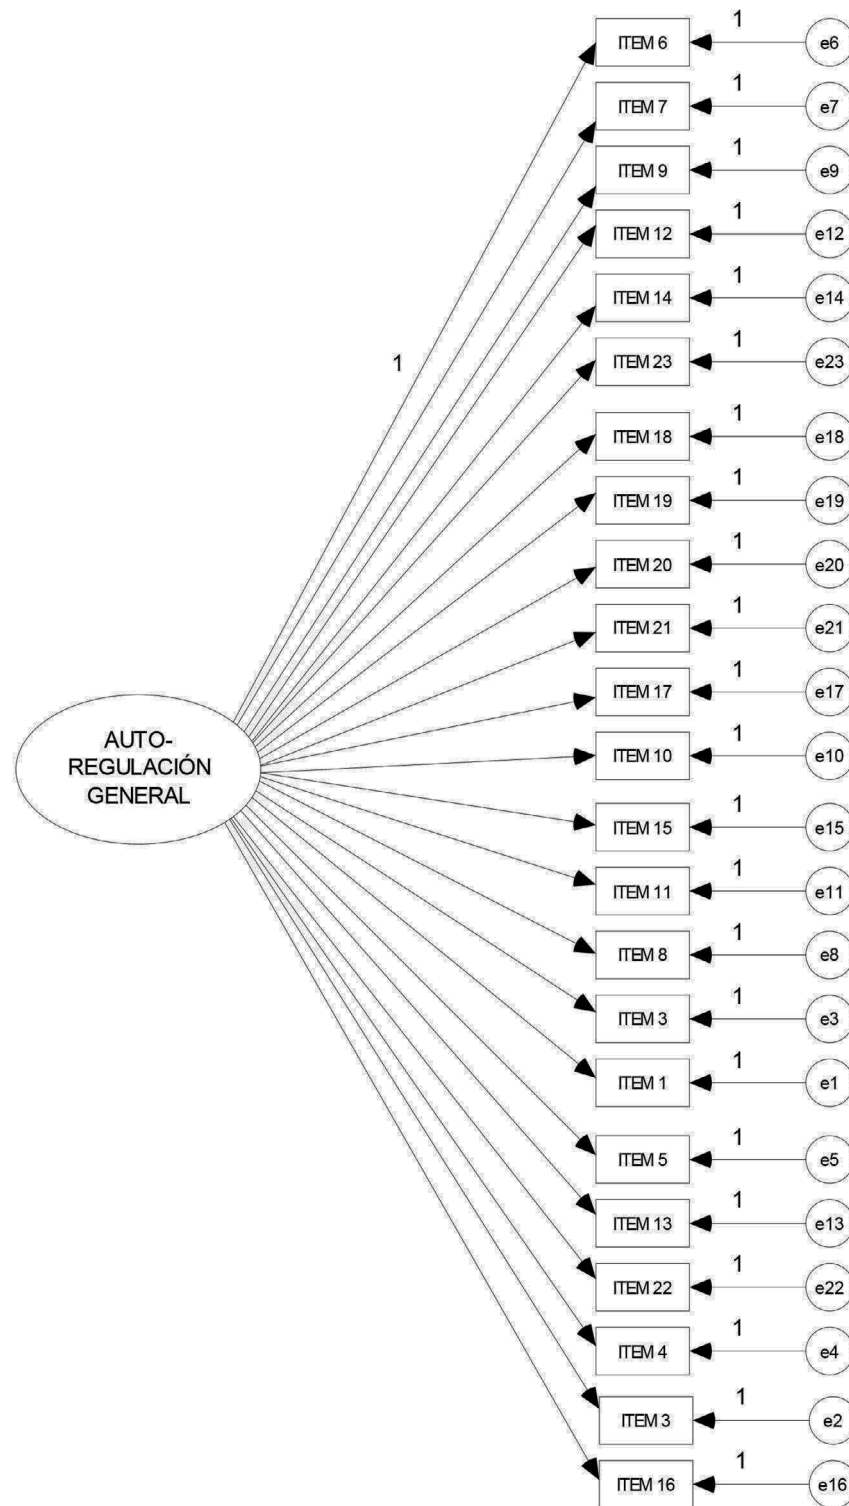 ITEM 6 1 e6
ITEM 7 1 e7
ITEM 9 1 e9
ITEM 12 1 e12
ITEM 14 1 e14
ITEM 23 1 e23
1
ITEM 18 1 e18
ITEM 19 1 e19
ITEM 20 1 e20
ITEM 21 1 e21
ITEM 17 1 e17
AUTO-
REGULACIÓN
GENERAL
ITEM 10 1 e10
ITEM 15 1 e15
ITEM 11 1 e11
ITEM 8 1 e8
ITEM 3 1 e3
ITEM 1 1 e1
ITEM 5 1 e5
ITEM 13 1 e13
ITEM 22 1 e22
ITEM 4 1 e4
ITEM 3 1 e2
ITEM 16 1 e16